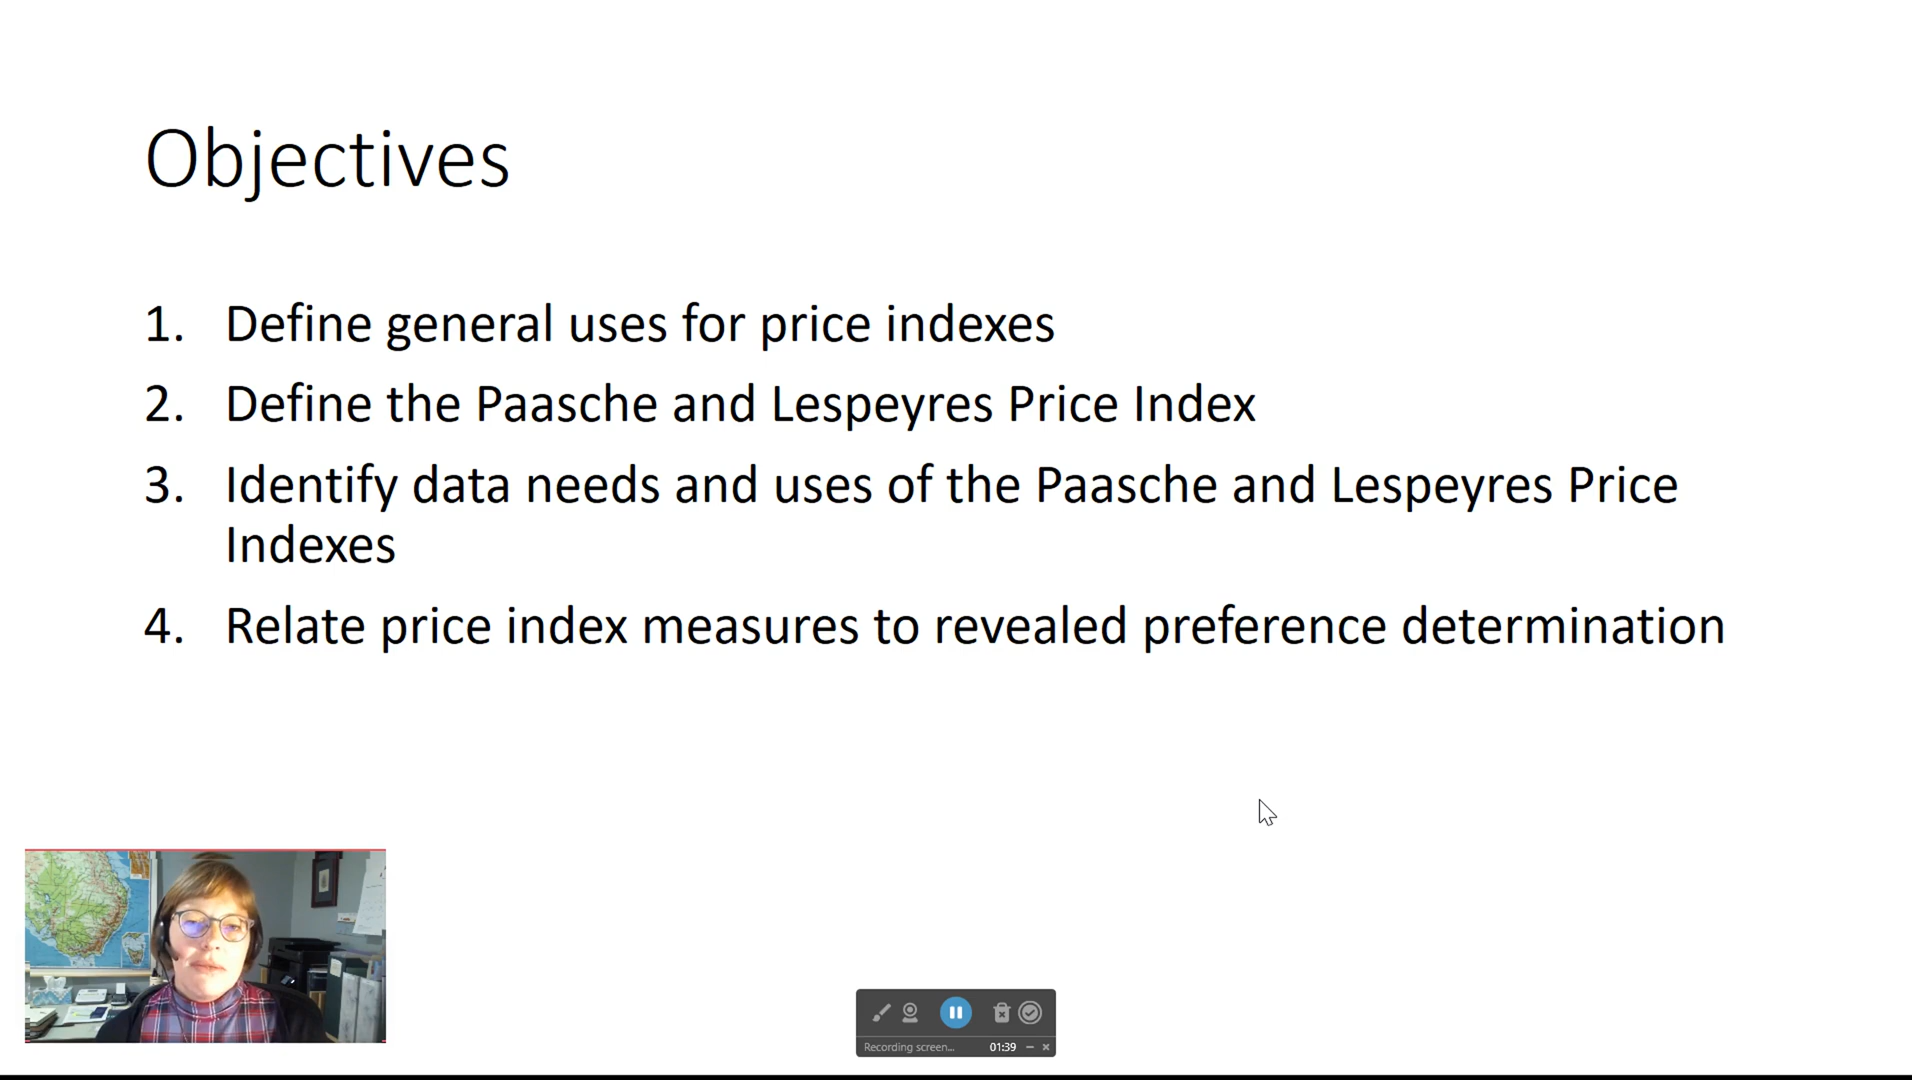 Objectives
1. Define general uses for price indexes
2. Define the Paasche and Lespeyres Price Index
3. Identify data needs and uses of the Paasche and Lespeyres Price
Indexes
4. Relate price index measures to revealed preference determination
Recording screen... 01:39